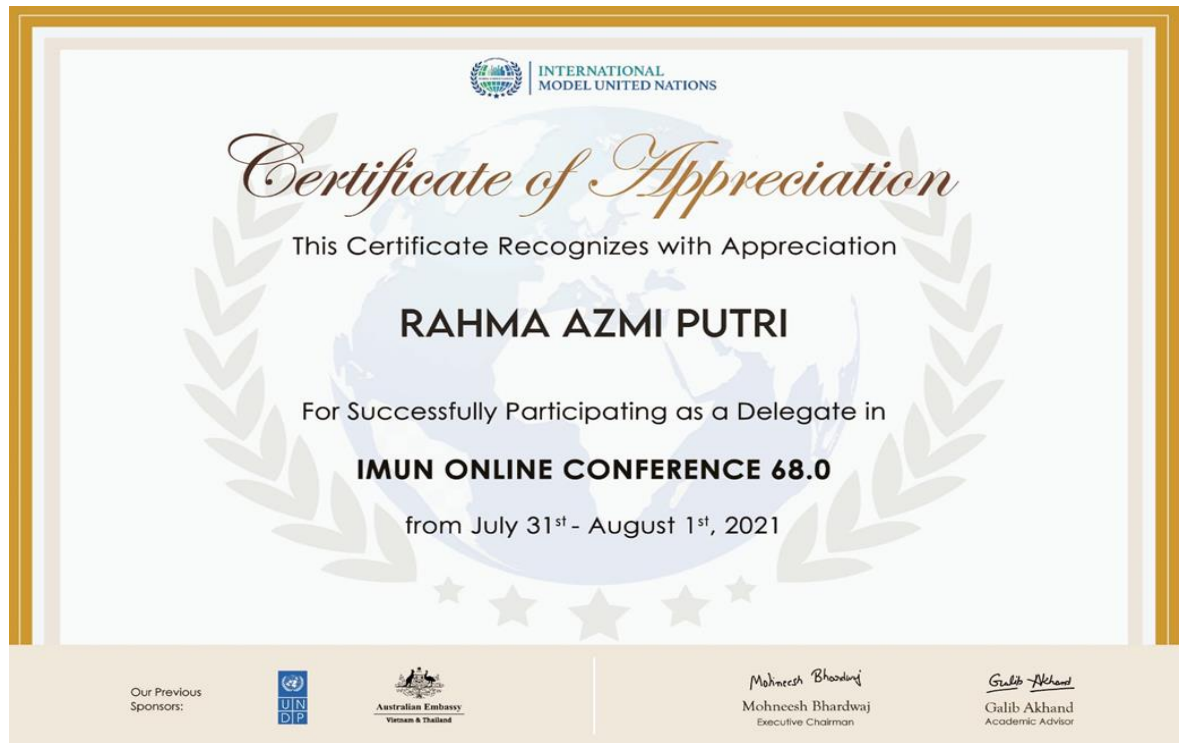 INTERNATIONAL
MODEL UNITED NATIONS
Certificate of Appreciation
This Certificate Recognizes with Appreciation
RAHMA AZMI PUTRI
For Successfully Participating as a Delegate in
IMUN ONLINE CONFERENCE 68.0
from July 31st - August 1st, 2021
Our Previous
Sponsors:
U N
D P
Australian Embassy
Vietnam & Thailand
Mohneesh Bhardwaj
Mohneesh Bhardwaj
Executive Chairman
Galib Akhand
Galib Akhand
Academic Advisor